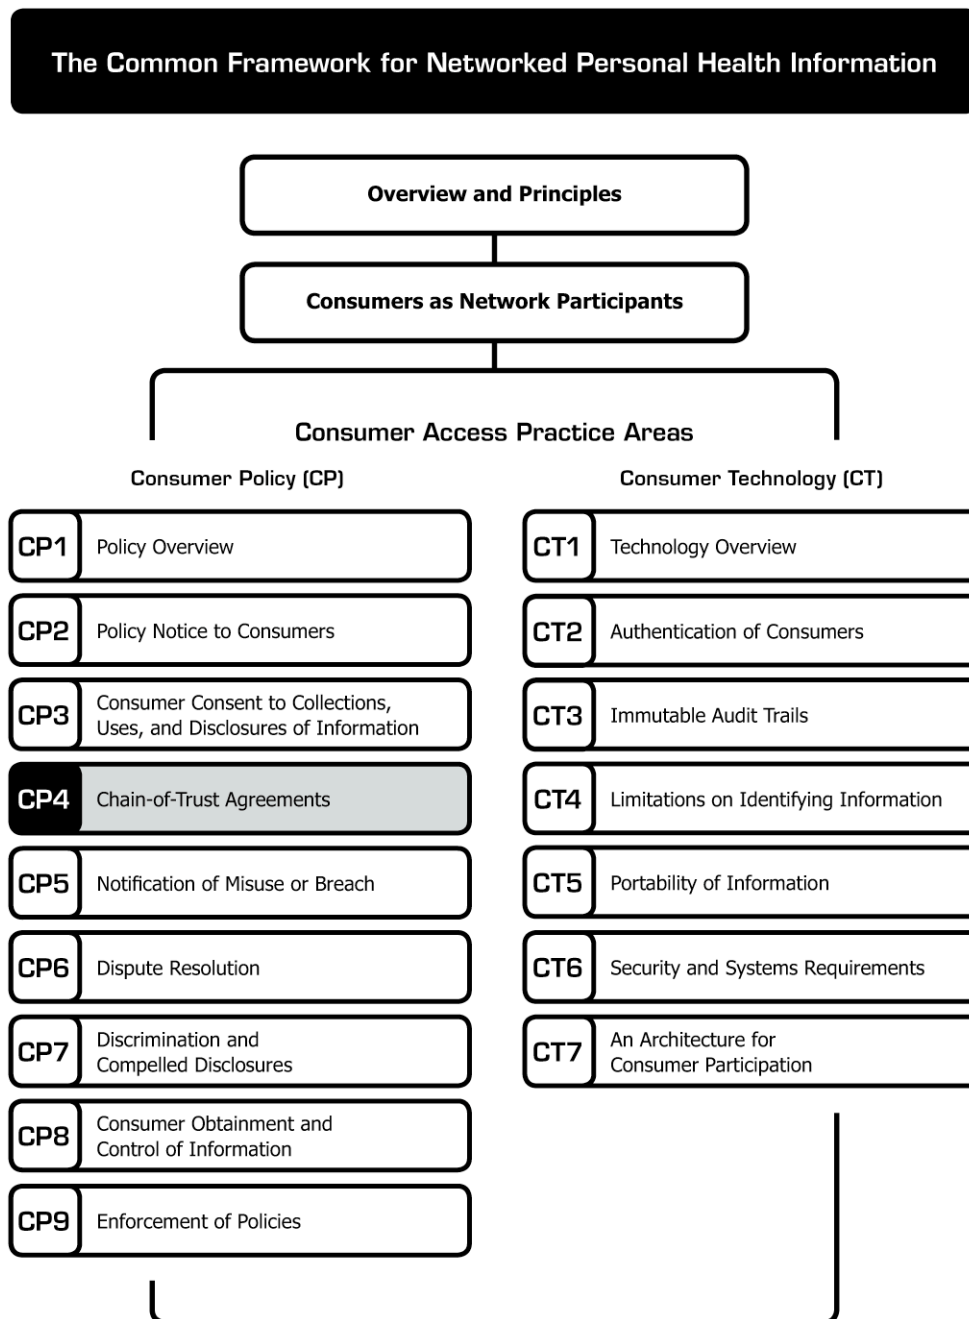 The Common Framework for Networked Personal Health Information
Overview and Principles
Consumers as Network Participants
Consumer Access Practice Areas
Consumer Policy (CP)
CP1 Policy Overview
CP2 Policy Notice to Consumers
CP3 Consumer Consent to Collections,
Uses, and Disclosures of Information
CP4 Chain-of-Trust Agreements
CP5 Notification of Misuse or Breach
CP6 Dispute Resolution
CP7 Discrimination and
Compelled Disclosures
CP8 Consumer Obtainment and
Control of Information
CP9 Enforcement of Policies
Consumer Technology (CT)
CT1 Technology Overview
CT2 Authentication of Consumers
CT3 Immutable Audit Trails
CT4 Limitations on Identifying Information
CT5 Portability of Information
CT6 Security and Systems Requirements
CT7 An Architecture for
Consumer Participation